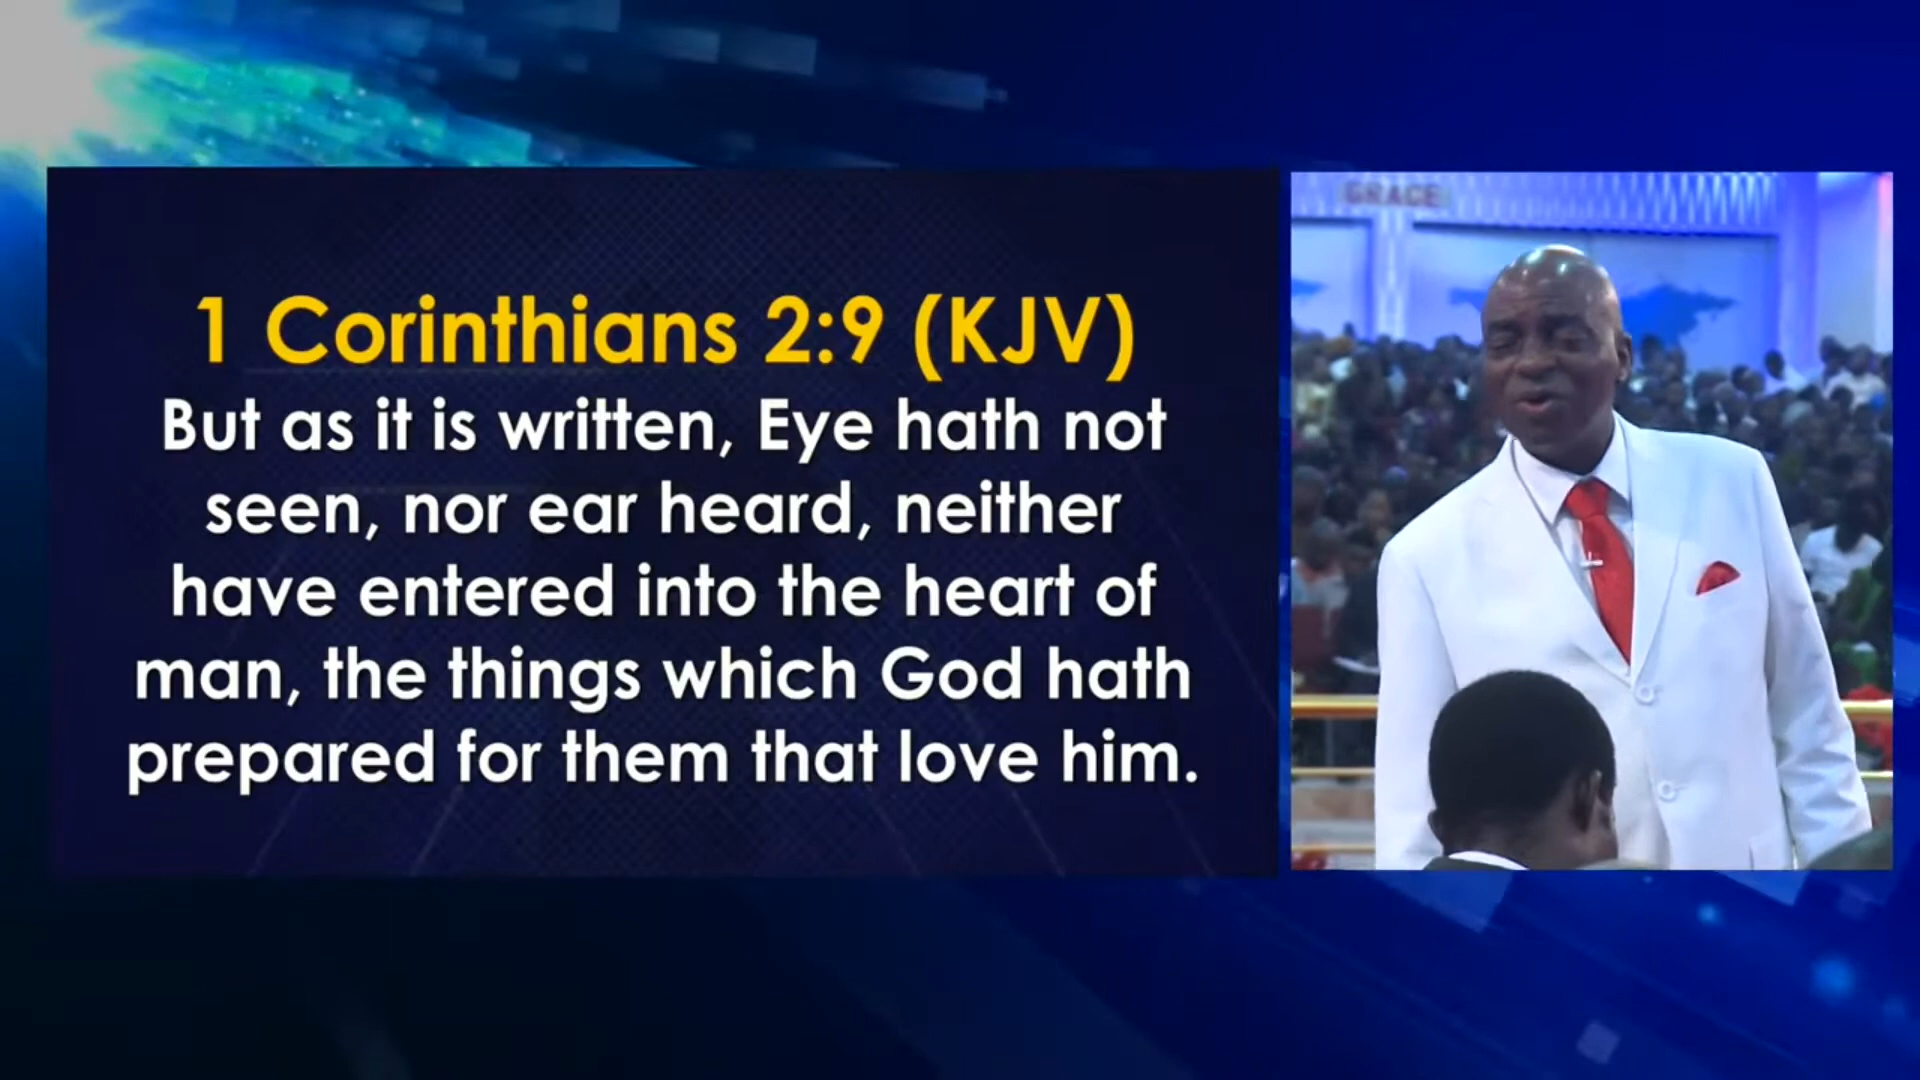 1 Corinthians 2:9 (KJV)
But as it is written, Eye hath not
seen, nor ear heard, neither
have entered into the heart of
man, the things which God hath
prepared for them that love him.
GRACE